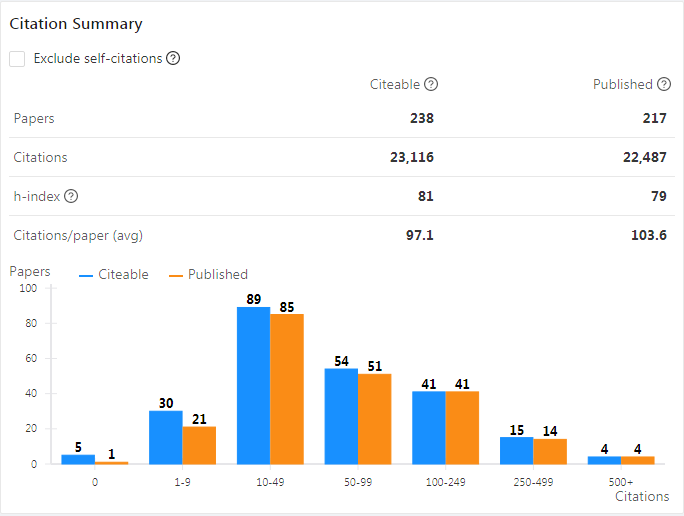 Citation Summary
Exclude self-citations ?
Citeable ? Published ?
Papers 238 217
Citations 23,116 22,487
h-index ? 81 79
Citations/paper (avg) 97.1 103.6
Papers Citeable Published
100
80
60
40
20
0
5 1 30 21 89 85 54 51 41 41 15 14 4 4
0 1-9 10-49 50-99 100-249 250-499 500+
Citations